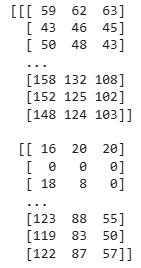 [[[ 59 62 63]
[ 43 46 45]
[ 50 48 43]
...
[158 132 108]
[152 125 102]
[148 124 103]]
[[ 16 20 20]
[ 0 0 0]
[ 18 8 0]
...
[123 88 55]
[119 83 50]
[122 87 57]]